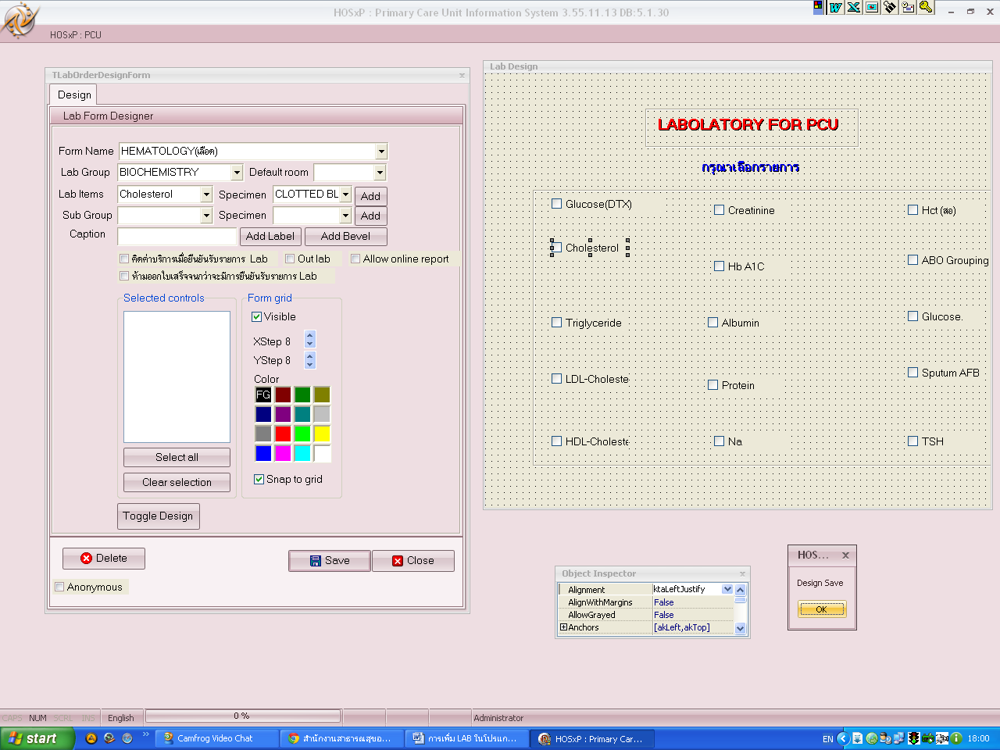 HOSxP : Primary Care Unit Information System 3.55.11.13 DB:5.1.30
HOSxP : PCU
TLabOrderDesignForm
Design
Lab Form Designer
Form Name HEMATOLOGY(เลือด)
Lab Group BIOCHEMISTRY Default room
Lab Items Cholesterol Specimen CLOTTED BL Add
Sub Group Specimen Add
Caption Add Label Add Bevel
คิดค่าบริการเมื่อยืนยันรับรายการ Lab Out lab Allow online report
ห้ามออกใบเสร็จจนกว่าจะมีการยืนยันรับรายการ Lab
Selected controls
Select all
Clear selection
Form grid
Visible
XStep 8
YStep 8
Color
FG
Snap to grid
Toggle Design
Delete Save Close
Anonymous
Lab Design
LABOLATORY FOR PCU
กรุณาเลือกรายการ
Glucose(DTX) Creatinine Hct (สอ)
Cholesterol Hb A1C ABO Grouping
Triglyceride Albumin Glucose.
LDL-Choleste Protein Sputum AFB
HDL-Choleste Na TSH
Object Inspector
Alignment ktaLeftJustify
AlignWithMargins False
AllowGrayed False
Anchors [akLeft,akTop]
HOS...
Design Save
OK
CAPS NUM SCRL INS English 0 % Administrator
start Camfrog Video Chat สำนักงานสาธารณสุขอ... การเพิ่ม LAB ในโปรแก... HOSxP : Primary Car... EN 18:00